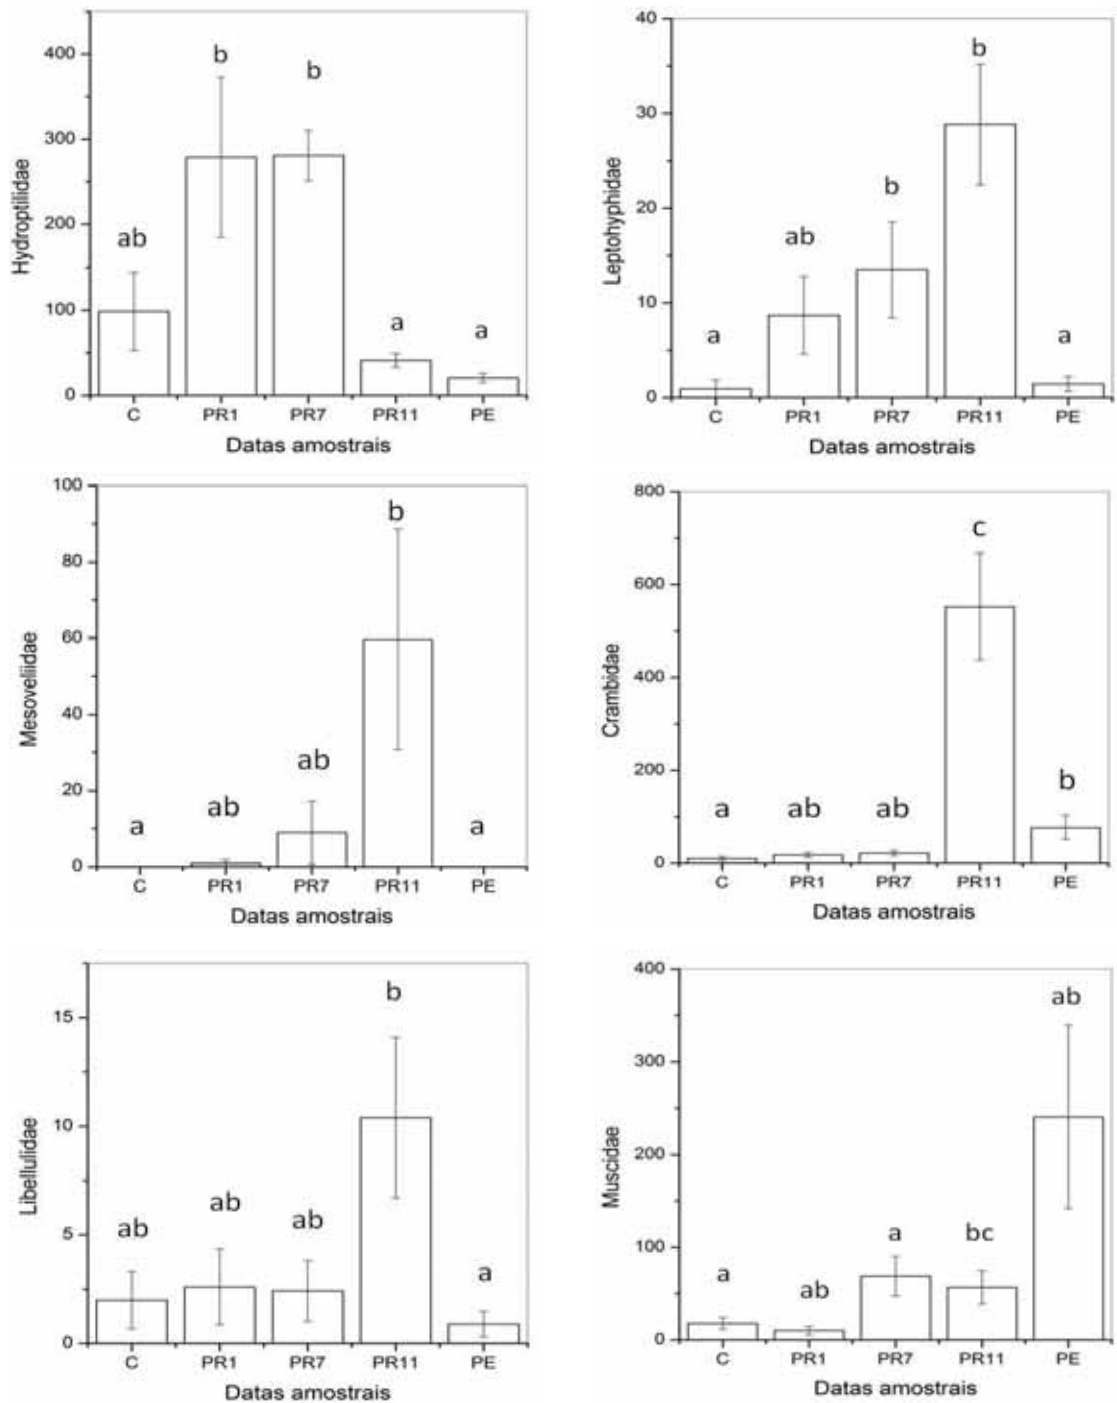 Hydroptilidae
400
300
200
100
0
ab
b
b
a
a
C PR1 PR7 PR11 PE
Datas amostrais
Leptohyphidae
40
30
20
10
0
a
ab
b
b
a
C PR1 PR7 PR11 PE
Datas amostrais
Mesoveliidae
100
80
60
40
20
0
a
ab
ab
b
a
C PR1 PR7 PR11 PE
Datas amostrais
Crambidae
800
600
400
200
0
a
ab
ab
c
b
C PR1 PR7 PR11 PE
Datas amostrais
Libellulidae
15
10
5
0
ab
ab
ab
b
a
C PR1 PR7 PR11 PE
Datas amostrais
Muscidae
400
300
200
100
0
a
ab
a
bc
ab
C PR1 PR7 PR11 PE
Datas amostrais